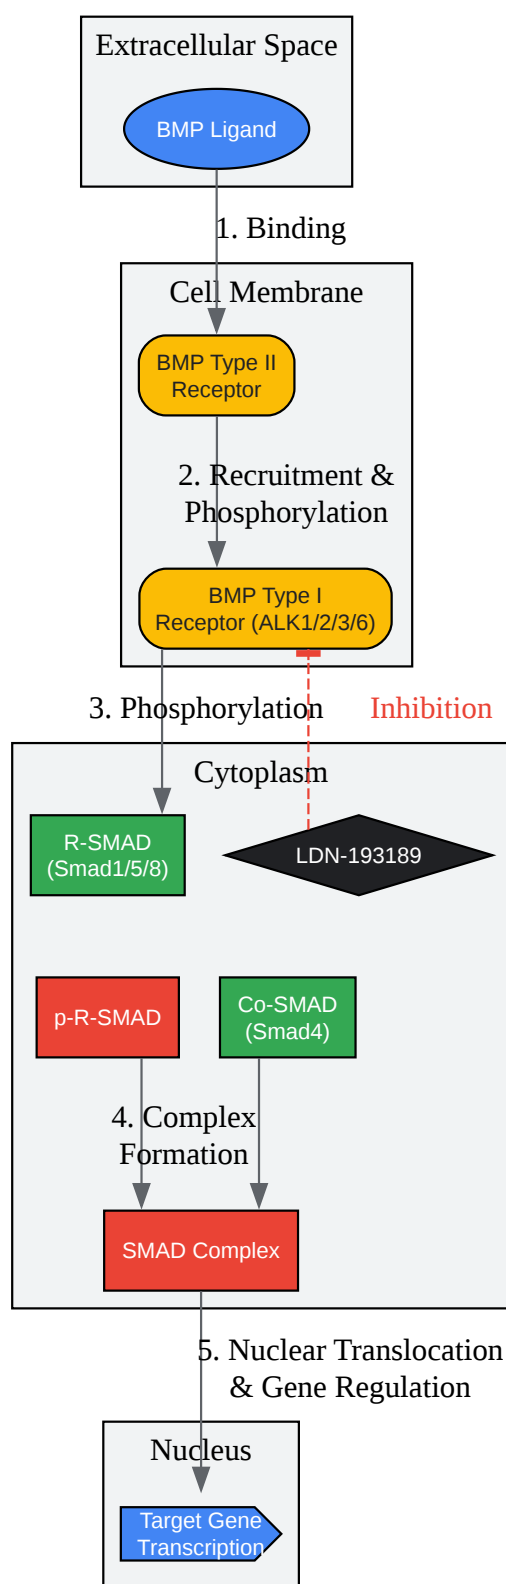 Extracellular Space
BMP Ligand
1. Binding
Cell Membrane
BMP Type II
Receptor
2. Recruitment &
Phosphorylation
BMP Type I
Receptor (ALK1/2/3/6)
3. Phosphorylation
Inhibition
Cytoplasm
R-SMAD
(Smad1/5/8)
LDN-193189
p-R-SMAD
Co-SMAD
(Smad4)
4. Complex
Formation
SMAD Complex
5. Nuclear Translocation
& Gene Regulation
Nucleus
Target Gene
Transcription